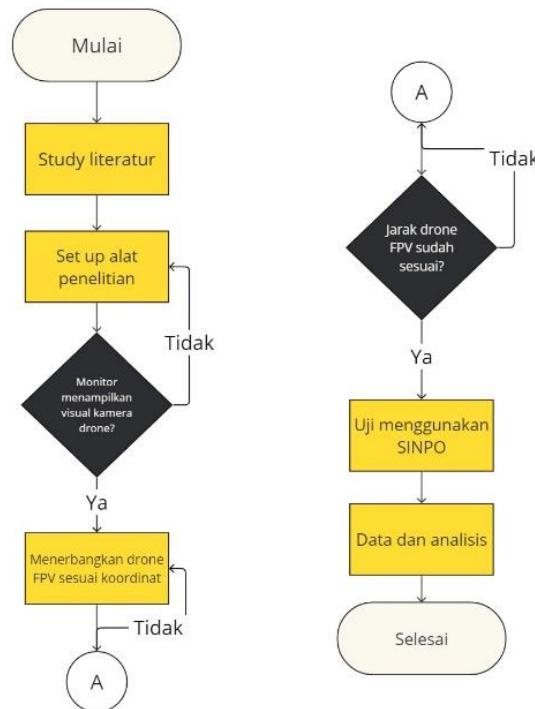 Mulai
Study literatur
Set up alat
penelitian
Tidak
Monitor
menampilkan
visual kamera
drone?
Ya
Menerbangkan drone
FPV sesuai koordinat
Tidak
A
A
Tidak
Jarak drone
FPV sudah
sesuai?
Ya
Uji menggunakan
SINPO
Data dan analisis
Selesai